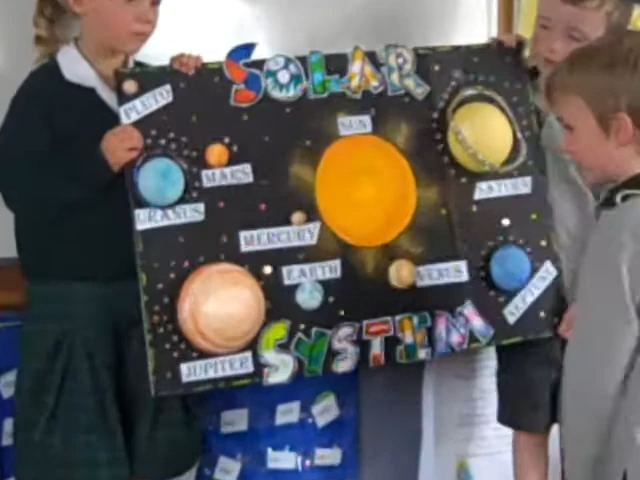 SOLAR
PLUTO
SUN
MARS
SATURN
URANUS
MERCURY
EARTH
VENUS
NEPTUNE
JUPITER
SYSTEM